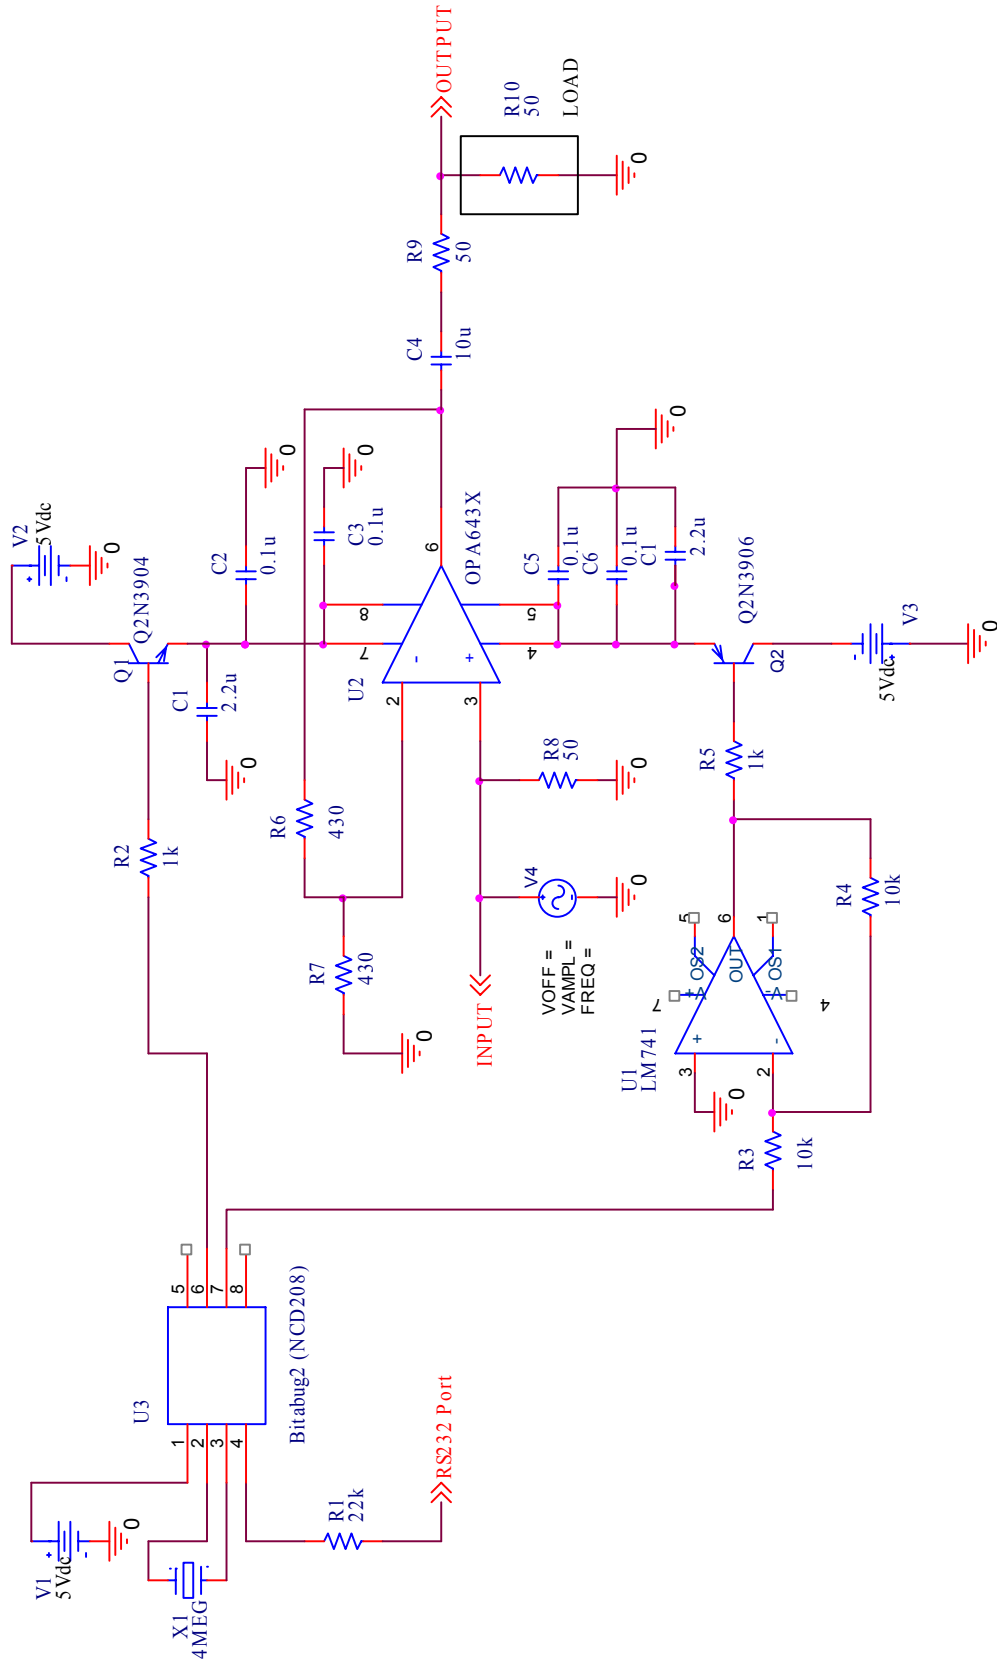 V1
5Vdc
0
X1
4MEG
U3
1
2
3
4
5
6
7
8
Bitabug2 (NCD208)
R1
22k
RS232 Port
R2
1k
V2
5Vdc
0
Q1
Q2N3904
C1
2.2u
0
C2
0.1u
0
C3
0.1u
0
R6
430
R7
430
0
U2
OPA643X
2
3
7
8
6
4
5
-
+
INPUT
V4
VOFF =
VAMPL =
FREQ =
0
R8
50
0
C4
10u
R9
50
OUTPUT
R10
50
LOAD
0
C5
0.1u
C6
0.1u
C1
2.2u
0
Q2N3906
Q2
V3
5Vdc
0
R5
1k
U1
LM741
3
2
+
-
7
4
5
6
1
V+
OS2
OUT
OS1
V-
0
R3
10k
R4
10k